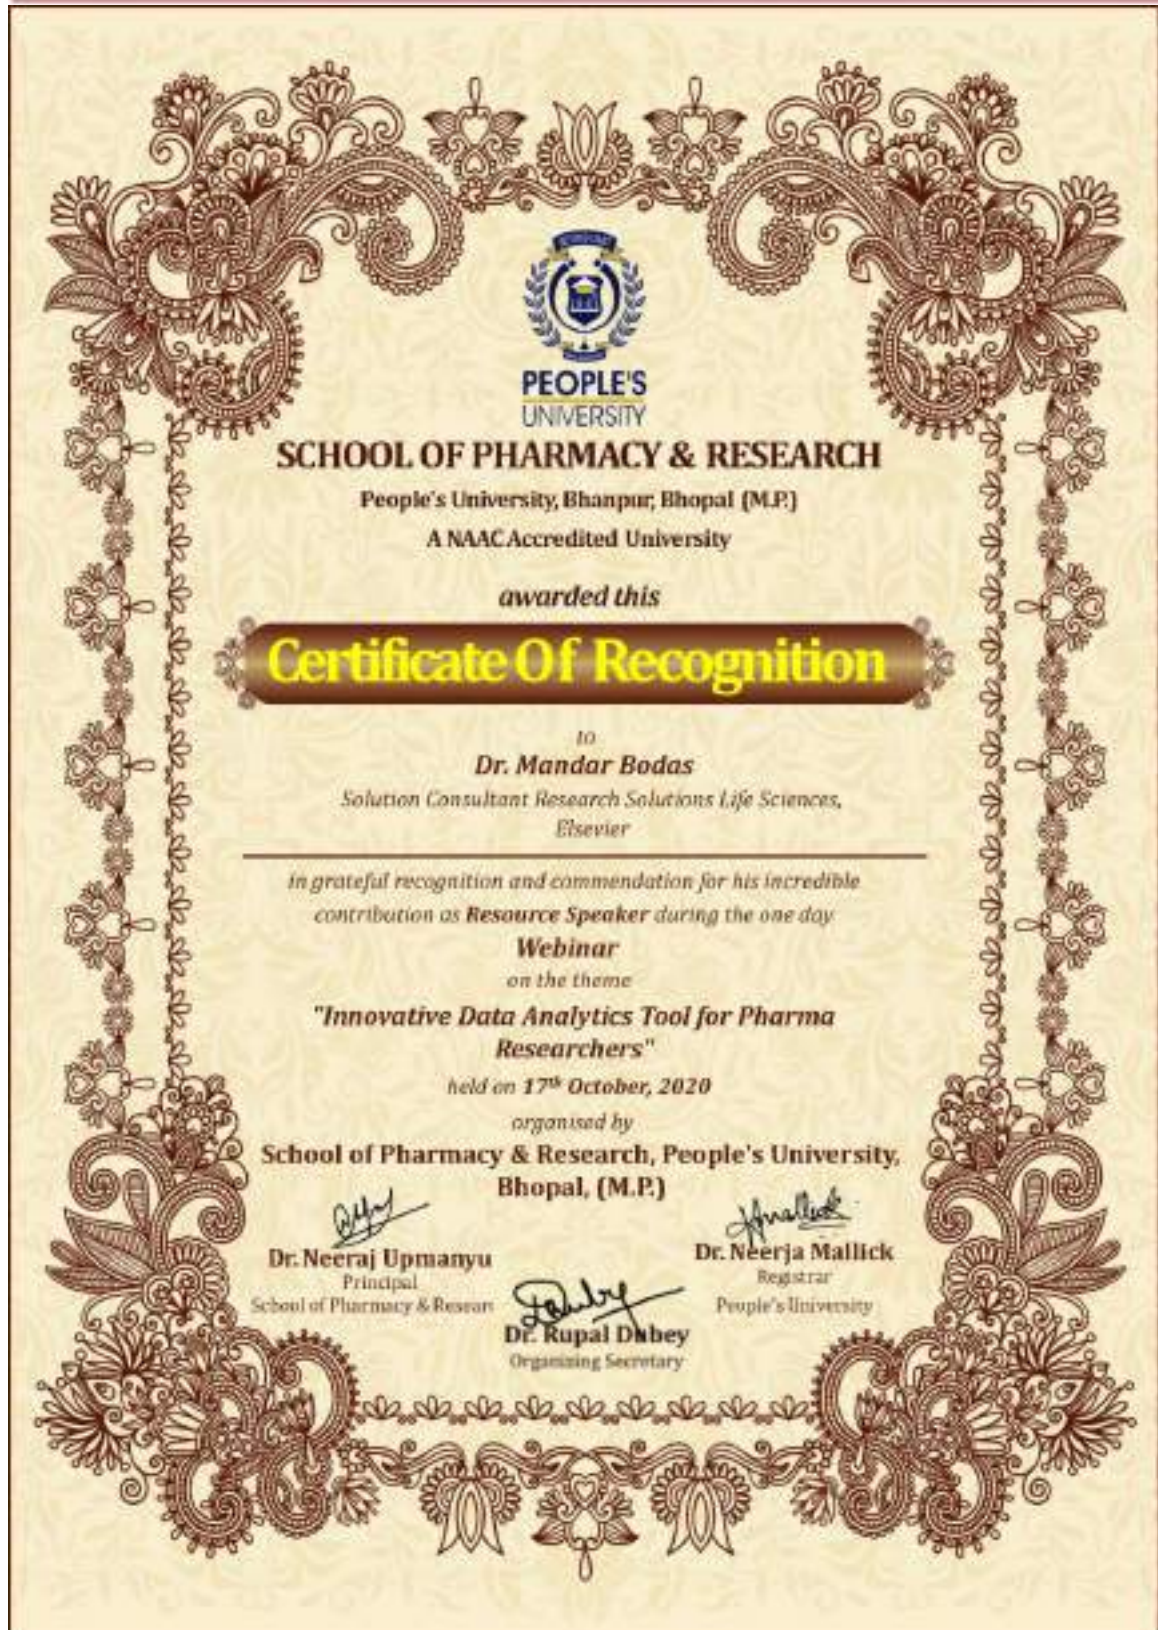 PEOPLE'S
UNIVERSITY
SCHOOL OF PHARMACY & RESEARCH
People's University, Bhanpur, Bhopal (M.P.)
A NAAC Accredited University
awarded this
Certificate Of Recognition
to
Dr. Mandar Bodas
Solution Consultant Research Solutions Life Sciences,
Elsevier
in grateful recognition and commendation for his incredible
contribution as Resource Speaker during the one day
Webinar
on the theme
"Innovative Data Analytics Tool for Pharma
Researchers"
held on 17th October, 2020
organised by
School of Pharmacy & Research, People's University,
Bhopal, (M.P.)
Dr. Neeraj Upmanyu
Principal
School of Pharmacy & Researc
Dr. Neerja Mallick
Registrar
People's University
Dr. Rupal Dubey
Organizing Secretary